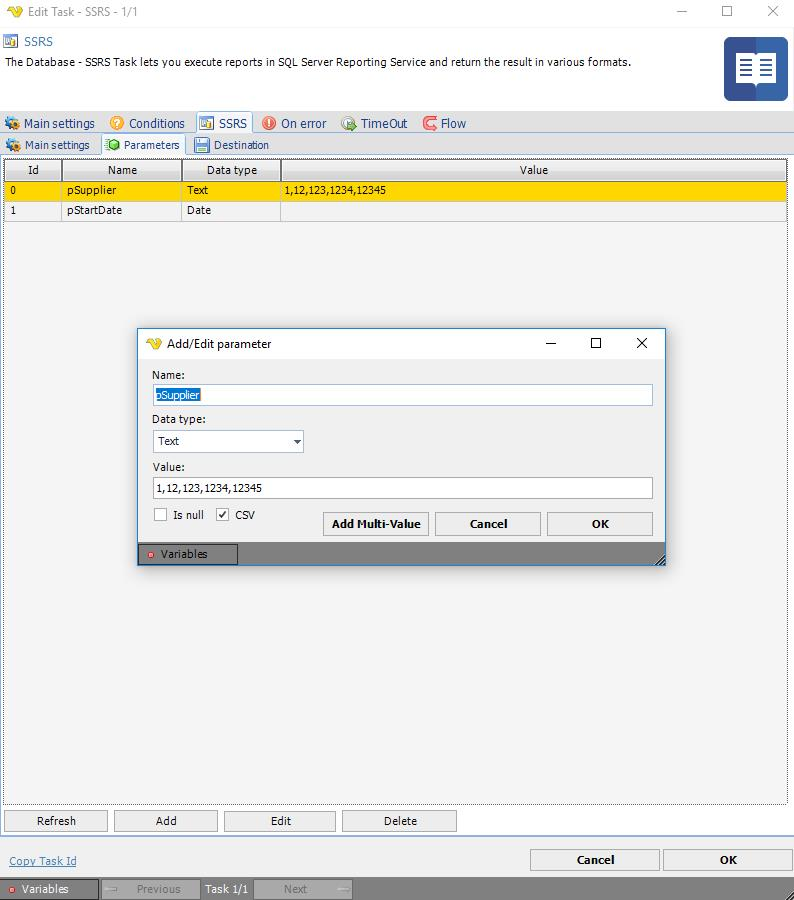 Edit Task - SSRS - 1/1
SSRS
The Database - SSRS Task lets you execute reports in SQL Server Reporting Service and return the result in various formats.
Main settings Conditions SSRS On error TimeOut Flow
Main settings Parameters Destination
Id Name Data type Value
0 pSupplier Text 1,12,123,1234,12345
1 pStartDate Date
Add/Edit parameter
Name:
pSupplier
Data type:
Text
Value:
1,12,123,1234,12345
Is null CSV Add Multi-Value Cancel OK
Variables
Refresh Add Edit Delete
Copy Task Id Cancel OK
Variables Previous Task 1/1 Next